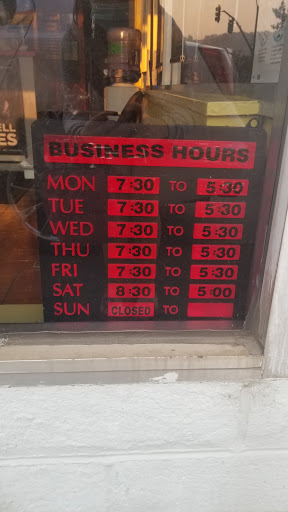 BUSINESS HOURS
MON 7:30 TO 5:30
TUE 7:30 TO 5:30
WED 7:30 TO 5:30
THU 7:30 TO 5:30
FRI 7:30 TO 5:30
SAT 8:30 TO 5:00
SUN CLOSED TO